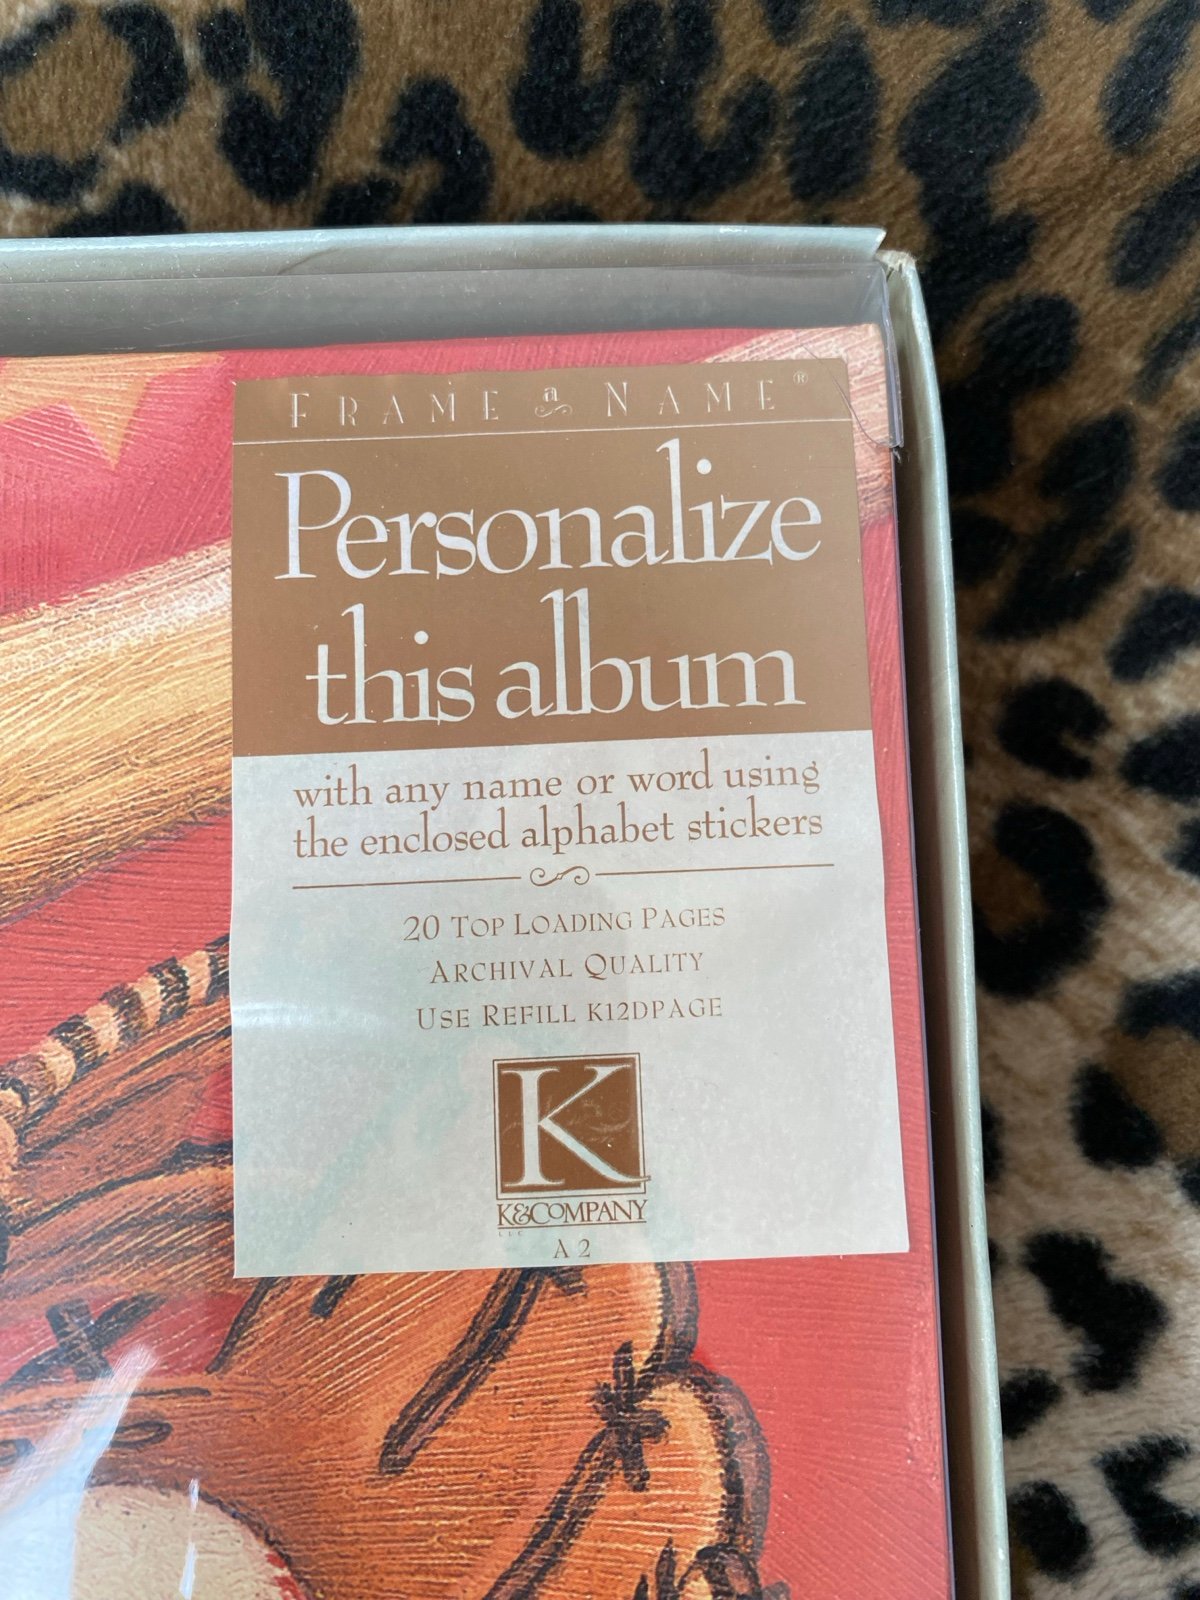 FRAME a NAME®
Personalize
this album
with any name or word using
the enclosed alphabet stickers
20 TOP LOADING PAGES
ARCHIVAL QUALITY
USE REFILL K12DPAGE
K
K&COMPANY
LLC
A 2